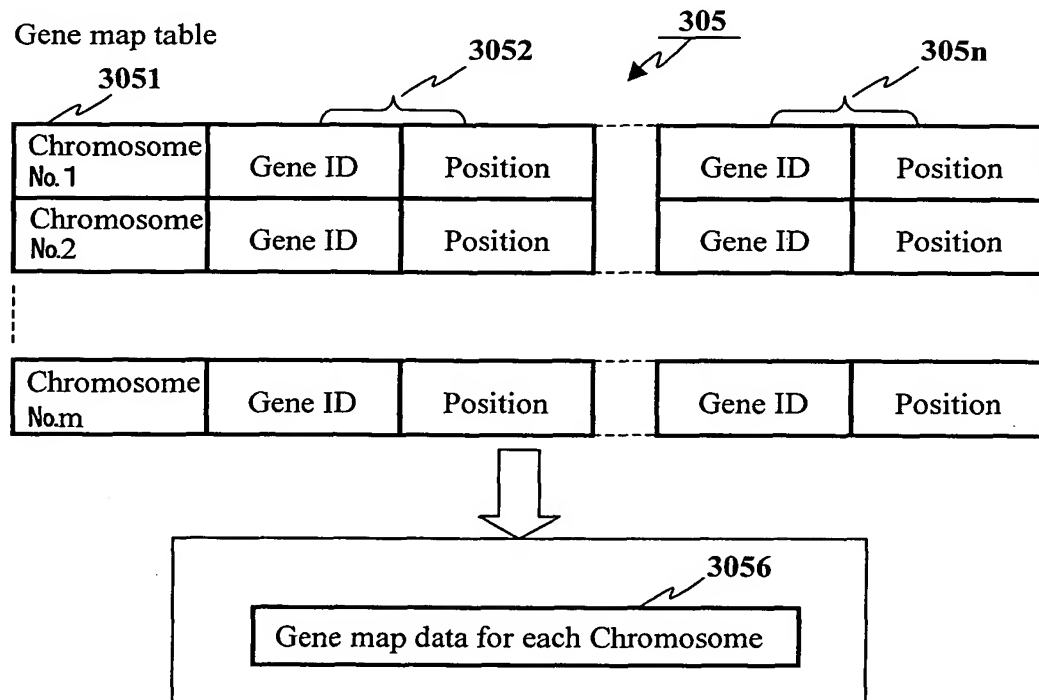 Gene map table
305
3051
3052
305n
Chromosome
No.1
Gene ID
Position
Gene ID
Position
Chromosome
No.2
Gene ID
Position
Gene ID
Position
Chromosome
No.m
Gene ID
Position
Gene ID
Position
3056
Gene map data for each Chromosome